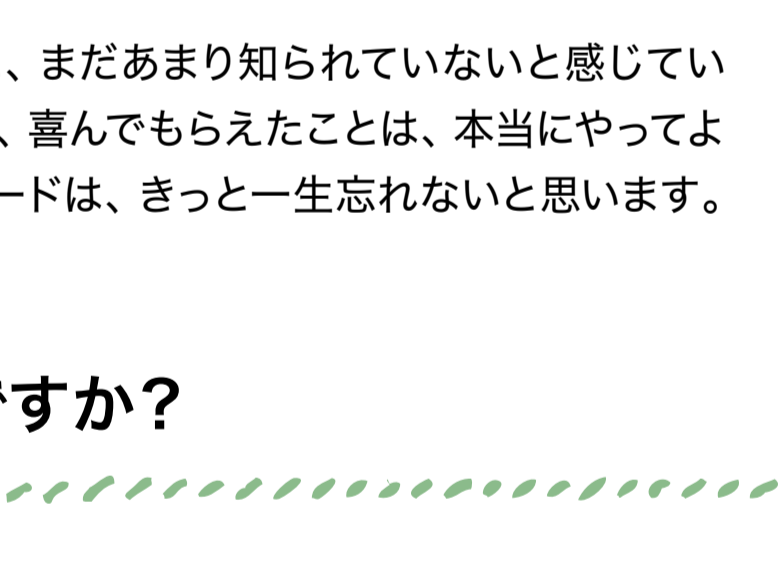 、まだあまり知られていないと感じてい
、喜んでもらえたことは、本当にやってよ
ードは、きっと一生忘れないと思います。
ですか？